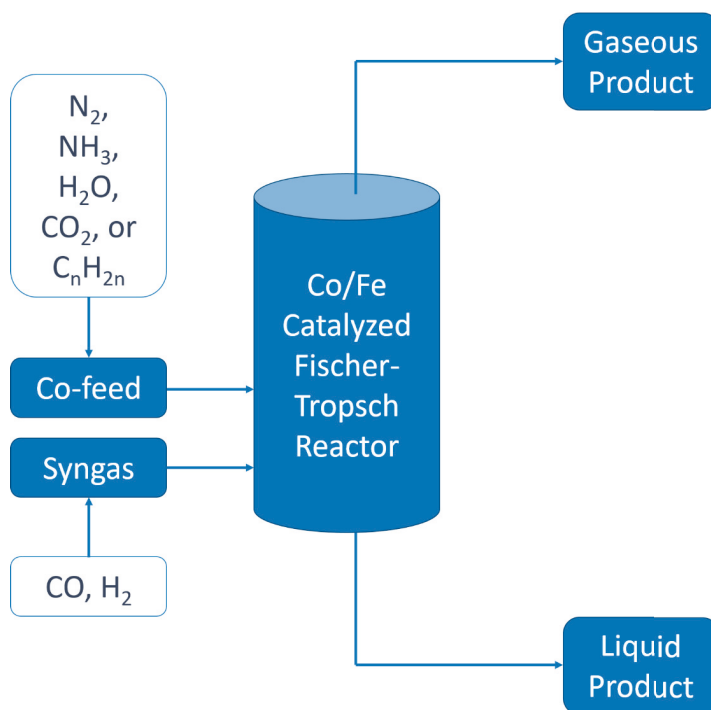 N₂,
NH₃,
H₂O,
CO₂, or
CₙH₂ₙ
Co-feed
Syngas
CO, H₂
Co/Fe
Catalyzed
Fischer-
Tropsch
Reactor
Gaseous
Product
Liquid
Product